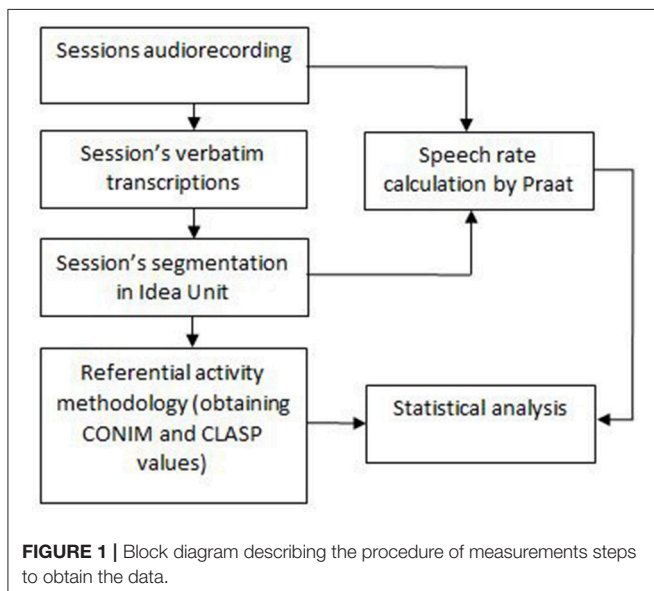 Sessions audiorecording
Session's verbatim
transcriptions
Speech rate
calculation by Praat
Session's segmentation
in Idea Unit
Referential activity
methodology (obtaining
CONIM and CLASP
values)
Statistical analysis
FIGURE 1 | Block diagram describing the procedure of measurements steps
to obtain the data.